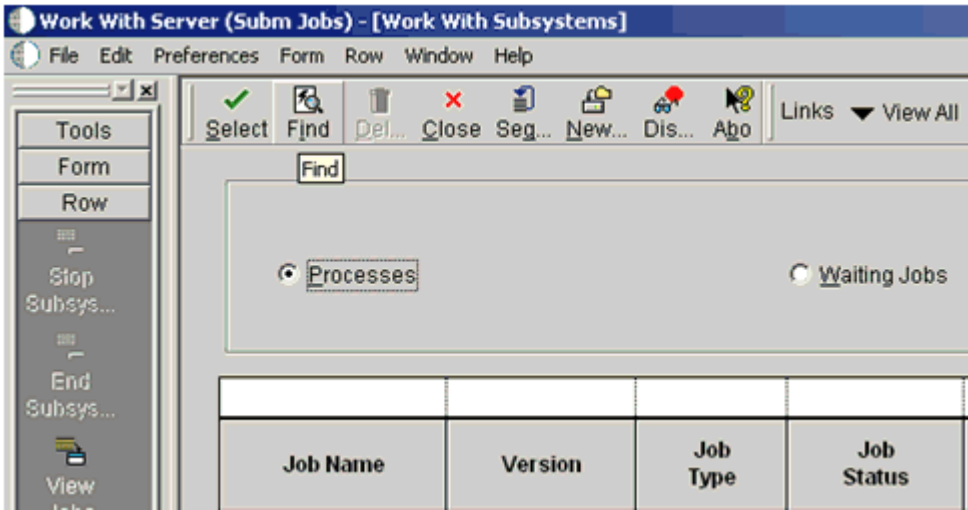 Work With Server (Subm Jobs) - [Work With Subsystems]
File Edit Preferences Form Row Window Help
Select Find Del... Close Seq... New... Dis... Abo Links View All
Tools
Form
Row
Find
Stop
Subsys...
End
Subsys...
View
Jobs
Processes Waiting Jobs
Job Name Version Job Type Job Status